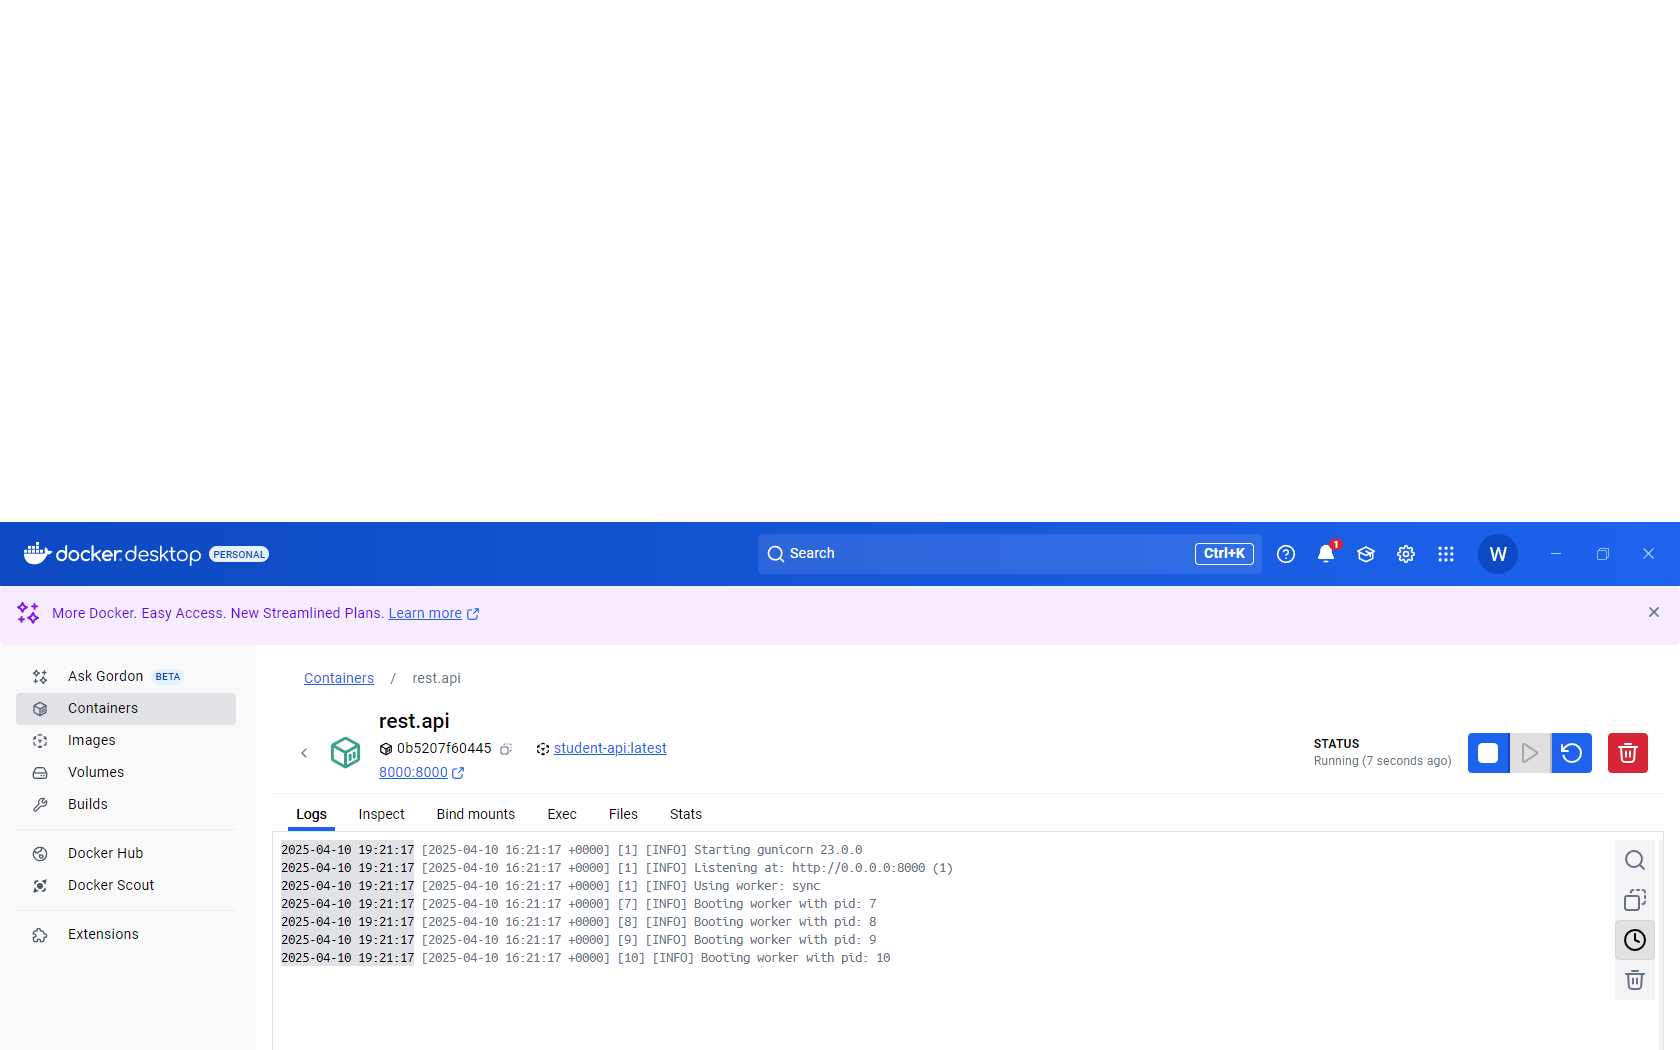 docker.desktop PERSONAL
Search
Ctrl+K
1
W
More Docker. Easy Access. New Streamlined Plans. Learn more
Ask Gordon BETA
Containers
Images
Volumes
Builds
Docker Hub
Docker Scout
Extensions
Containers / rest.api
rest.api
0b5207f60445
student-api:latest
8000:8000
STATUS
Running (7 seconds ago)
Logs
Inspect
Bind mounts
Exec
Files
Stats
2025-04-10 19:21:17 [2025-04-10 16:21:17 +0000] [1] [INFO] Starting gunicorn 23.0.0
2025-04-10 19:21:17 [2025-04-10 16:21:17 +0000] [1] [INFO] Listening at: http://0.0.0.0:8000 (1)
2025-04-10 19:21:17 [2025-04-10 16:21:17 +0000] [1] [INFO] Using worker: sync
2025-04-10 19:21:17 [2025-04-10 16:21:17 +0000] [7] [INFO] Booting worker with pid: 7
2025-04-10 19:21:17 [2025-04-10 16:21:17 +0000] [8] [INFO] Booting worker with pid: 8
2025-04-10 19:21:17 [2025-04-10 16:21:17 +0000] [9] [INFO] Booting worker with pid: 9
2025-04-10 19:21:17 [2025-04-10 16:21:17 +0000] [10] [INFO] Booting worker with pid: 10